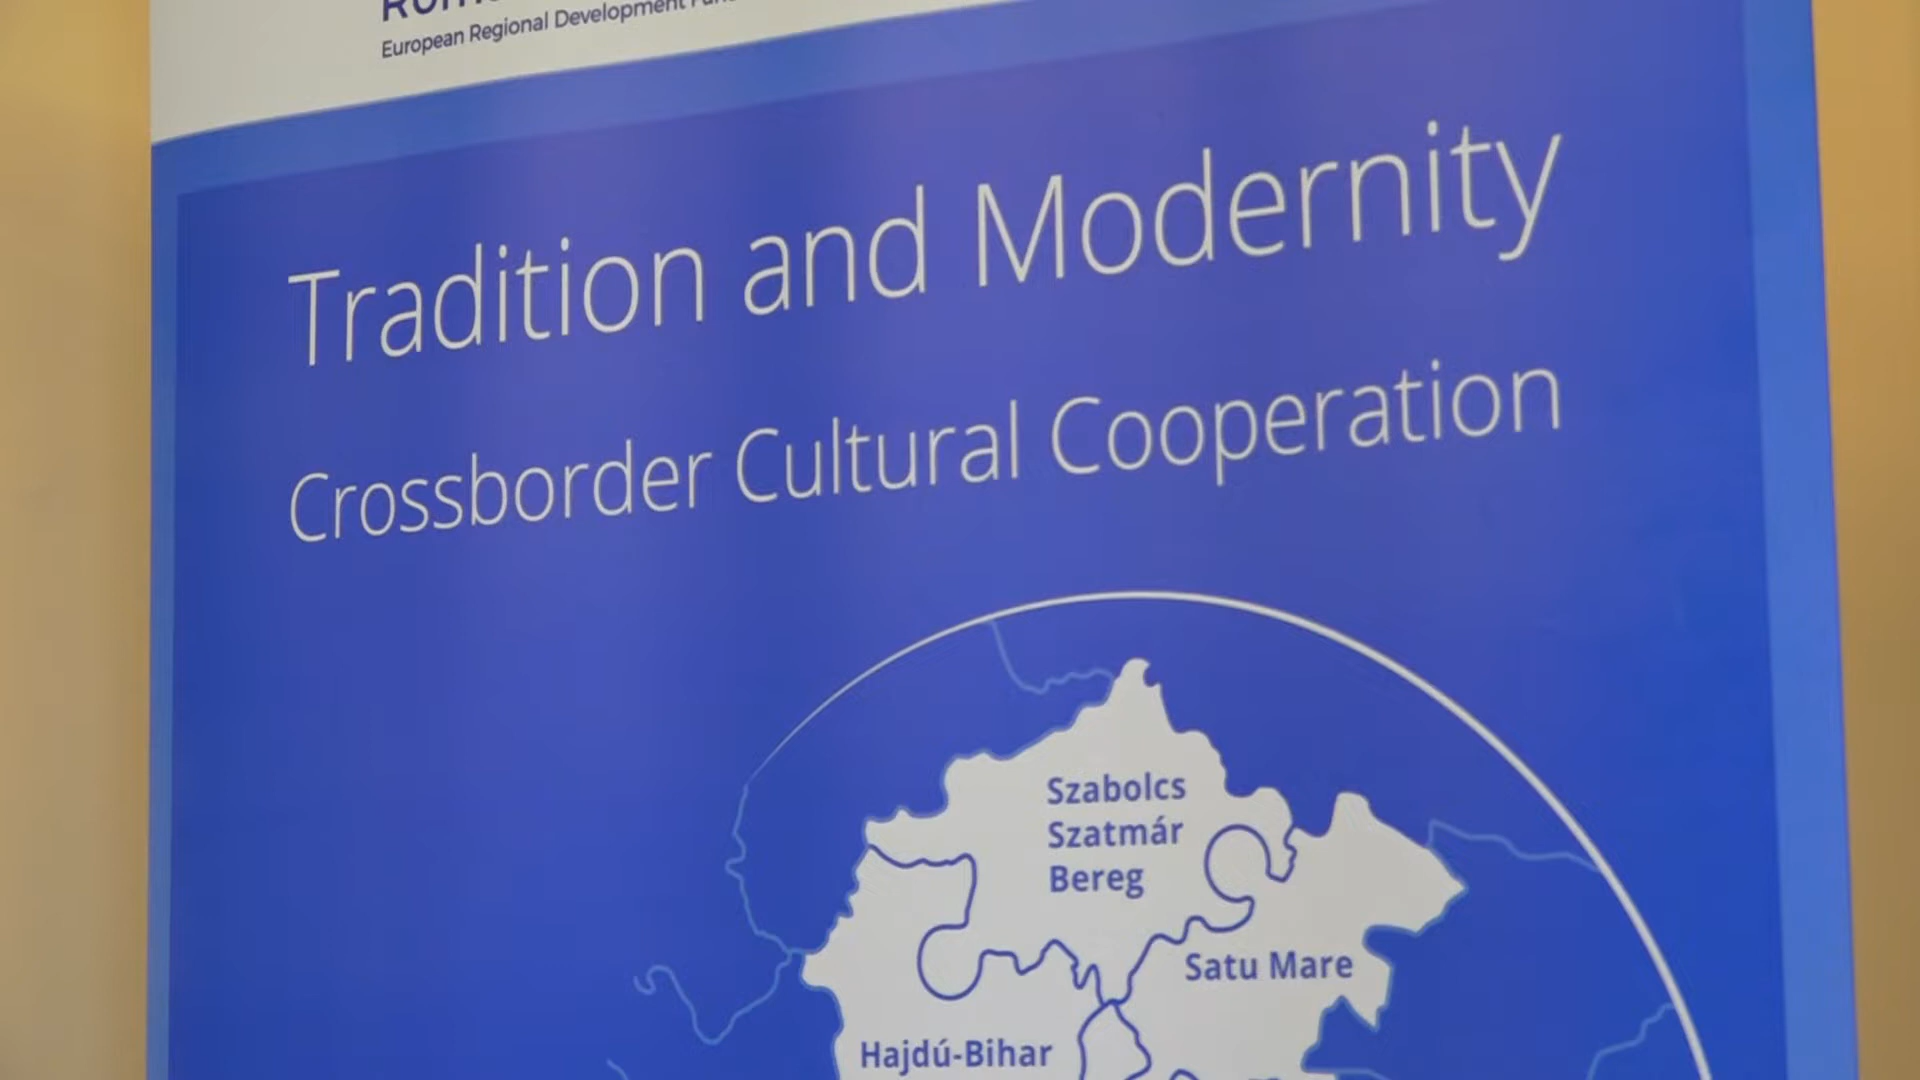 European Regional Development
Tradition and Modernity
Crossborder Cultural Cooperation
Szabolcs
Szatmár
Bereg
Satu Mare
Hajdú-Bihar